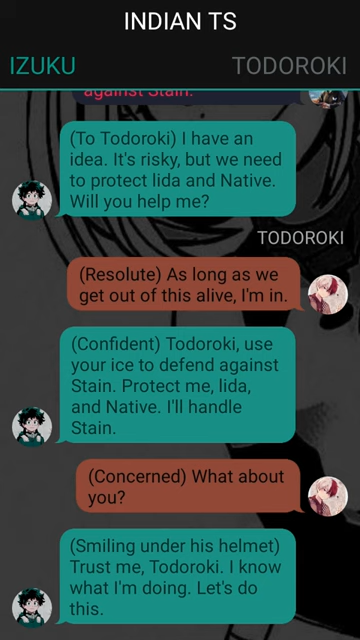 INDIAN TS
IZUKU TODOROKI
against Stain.
(To Todoroki) I have an
idea. It's risky, but we need
to protect Iida and Native.
Will you help me?
TODOROKI
(Resolute) As long as we
get out of this alive, I'm in.
(Confident) Todoroki, use
your ice to defend against
Stain. Protect me, Iida,
and Native. I'll handle
Stain.
(Concerned) What about
you?
(Smiling under his helmet)
Trust me, Todoroki. I know
what I'm doing. Let's do
this.